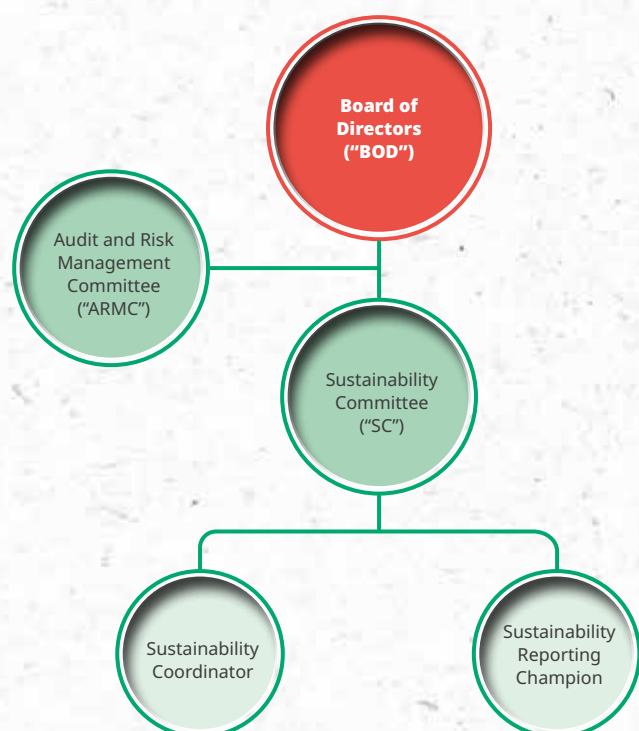 Board of
Directors
(“BOD”)
Audit and Risk
Management
Committee
(“ARMC”)
Sustainability
Committee
(“SC”)
Sustainability
Coordinator
Sustainability
Reporting
Champion